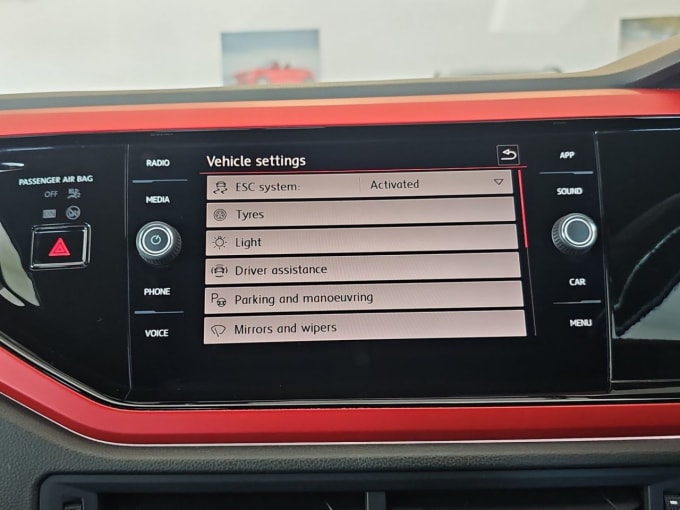 PASSENGER AIR BAG
OFF
RADIO
MEDIA
PHONE
VOICE
Vehicle settings
ESC system: Activated
Tyres
Light
Driver assistance
Parking and manoeuvring
Mirrors and wipers
APP
SOUND
CAR
MENU